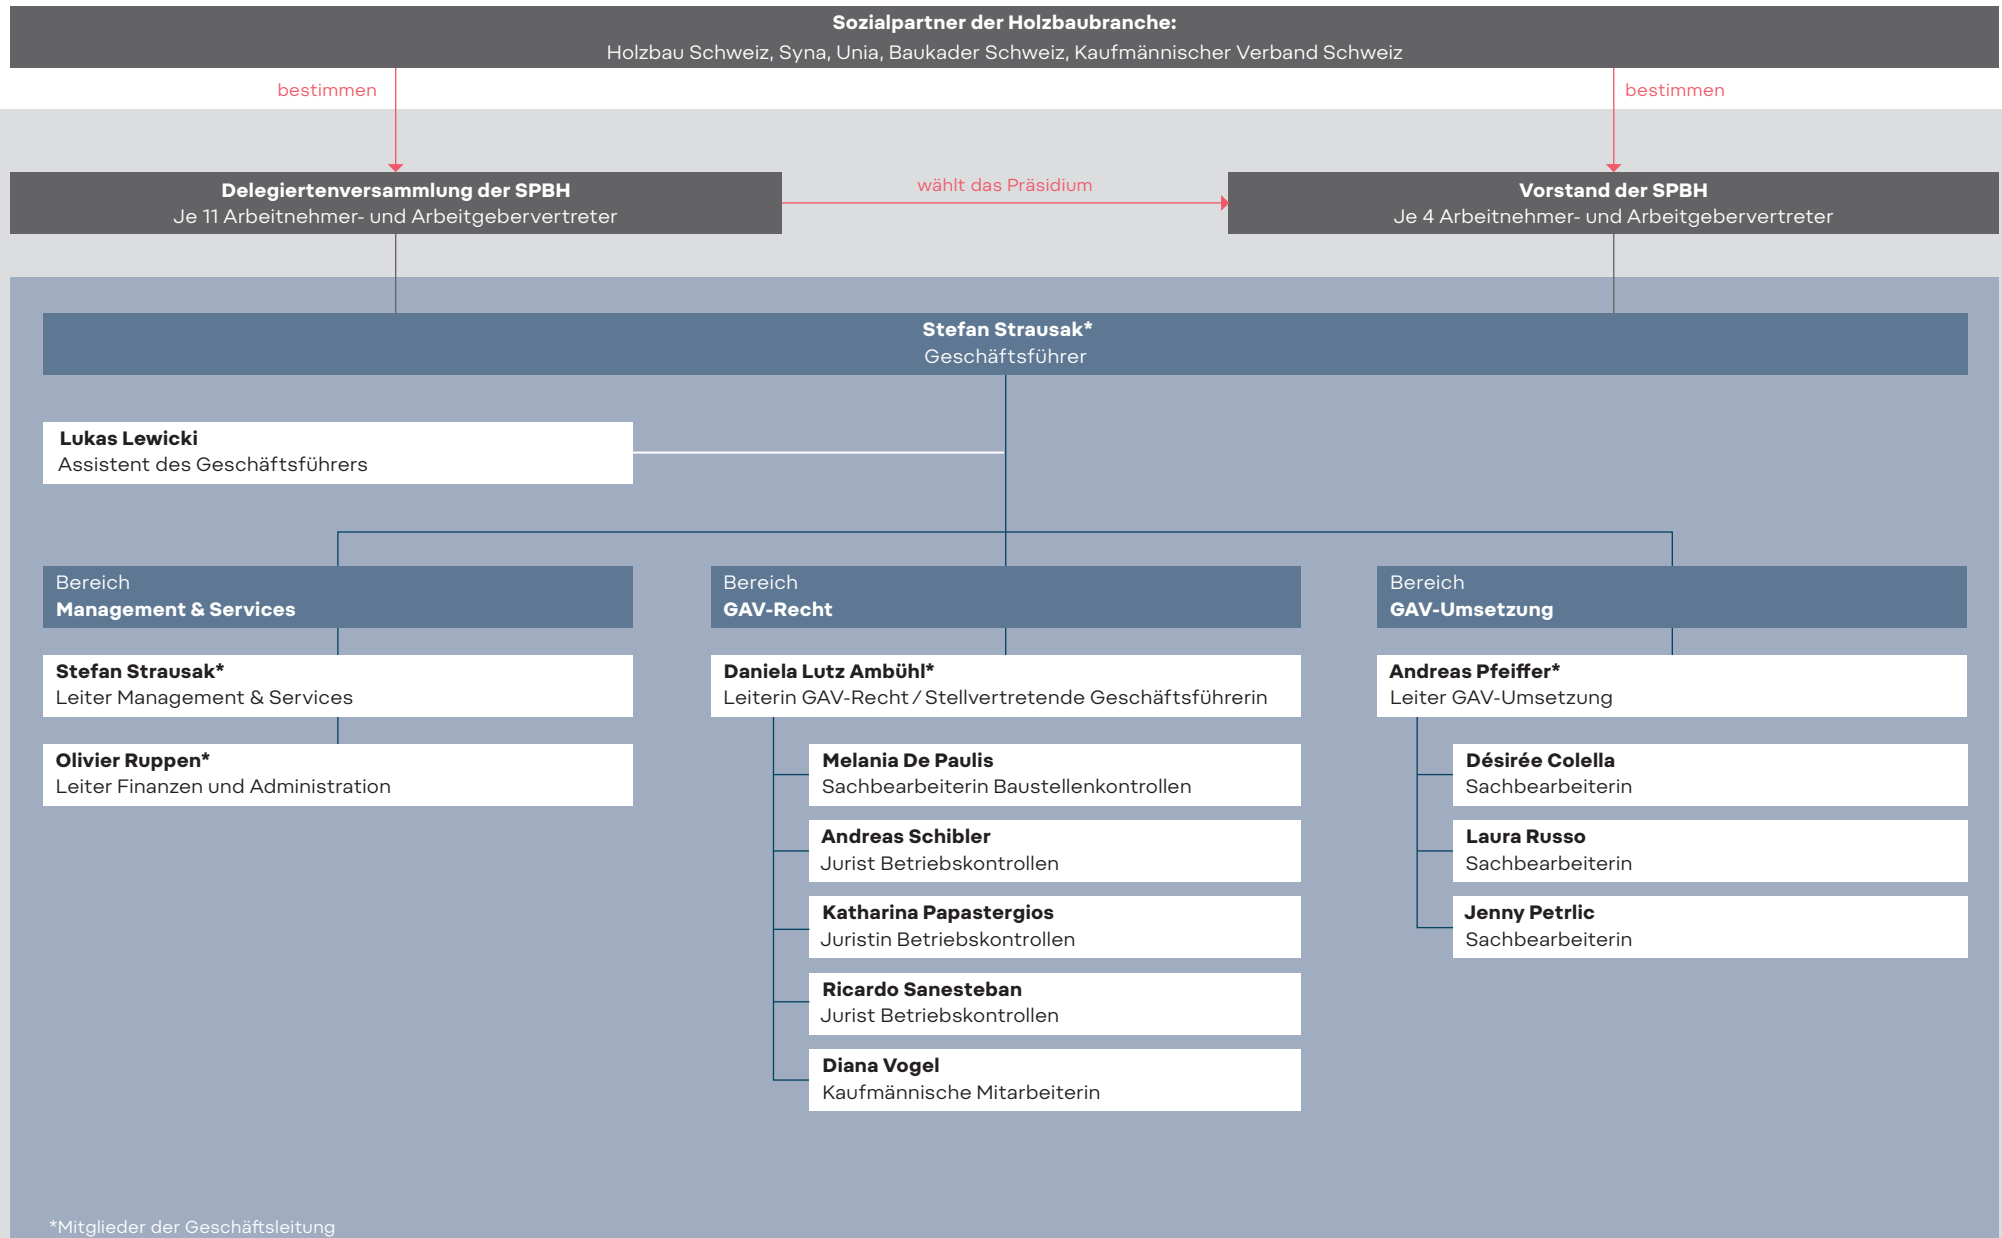 Sozialpartner der Holzbaubranche:
Holzbau Schweiz, Syna, Unia, Baukader Schweiz, Kaufmännischer Verband Schweiz
bestimmen
bestimmen
Delegiertenversammlung der SPBH
Je 11 Arbeitnehmer- und Arbeitgebervertreter
wählt das Präsidium
Vorstand der SPBH
Je 4 Arbeitnehmer- und Arbeitgebervertreter
Stefan Strausak*
Geschäftsführer
Lukas Lewicki
Assistent des Geschäftsführers
Bereich
Management & Services
Stefan Strausak*
Leiter Management & Services
Olivier Ruppen*
Leiter Finanzen und Administration
Bereich
GAV-Recht
Daniela Lutz Ambühl*
Leiterin GAV-Recht / Stellvertretende Geschäftsführerin
Melania De Paulis
Sachbearbeiterin Baustellenkontrollen
Andreas Schibler
Jurist Betriebskontrollen
Katharina Papastergios
Juristin Betriebskontrollen
Ricardo Sanesteban
Jurist Betriebskontrollen
Diana Vogel
Kaufmännische Mitarbeiterin
Bereich
GAV-Umsetzung
Andreas Pfeiffer*
Leiter GAV-Umsetzung
Désirée Colella
Sachbearbeiterin
Laura Russo
Sachbearbeiterin
Jenny Petrlic
Sachbearbeiterin
*Mitglieder der Geschäftsleitung